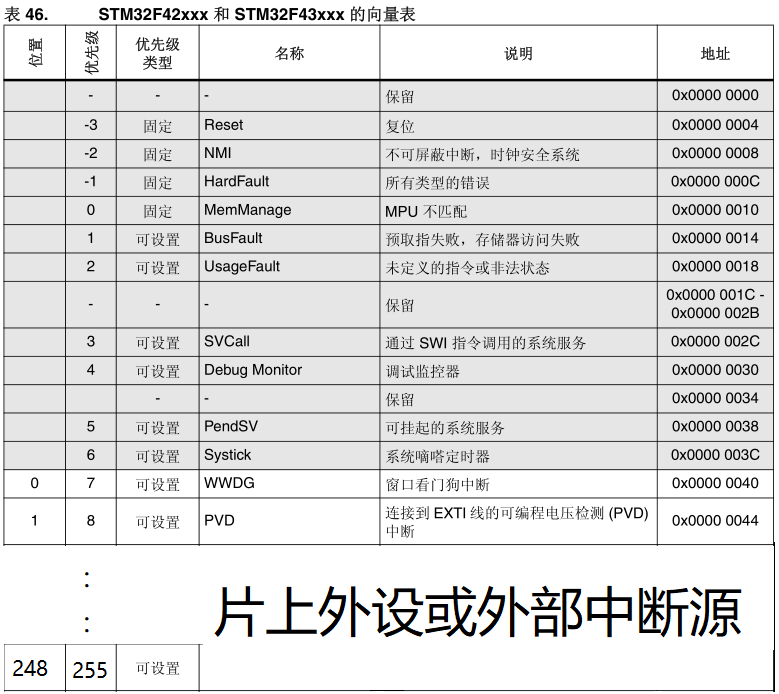 表 46. STM32F42xxx 和 STM32F43xxx 的向量表
位置 优先级 优先级类型 名称 说明 地址
- - - 保留 0x0000 0000
-3 固定 Reset 复位 0x0000 0004
-2 固定 NMI 不可屏蔽中断，时钟安全系统 0x0000 0008
-1 固定 HardFault 所有类型的错误 0x0000 000C
0 固定 MemManage MPU 不匹配 0x0000 0010
1 可设置 BusFault 预取指失败，存储器访问失败 0x0000 0014
2 可设置 UsageFault 未定义的指令或非法状态 0x0000 0018
- - - 保留 0x0000 001C - 0x0000 002B
3 可设置 SVCall 通过 SWI 指令调用的系统服务 0x0000 002C
4 可设置 Debug Monitor 调试监控器 0x0000 0030
- - 保留 0x0000 0034
5 可设置 PendSV 可挂起的系统服务 0x0000 0038
6 可设置 Systick 系统嘀嗒定时器 0x0000 003C
0 7 可设置 WWDG 窗口看门狗中断 0x0000 0040
1 8 可设置 PVD 连接到 EXTI 线的可编程电压检测 (PVD) 中断 0x0000 0044
:
: 片上外设或外部中断源
248 255 可设置